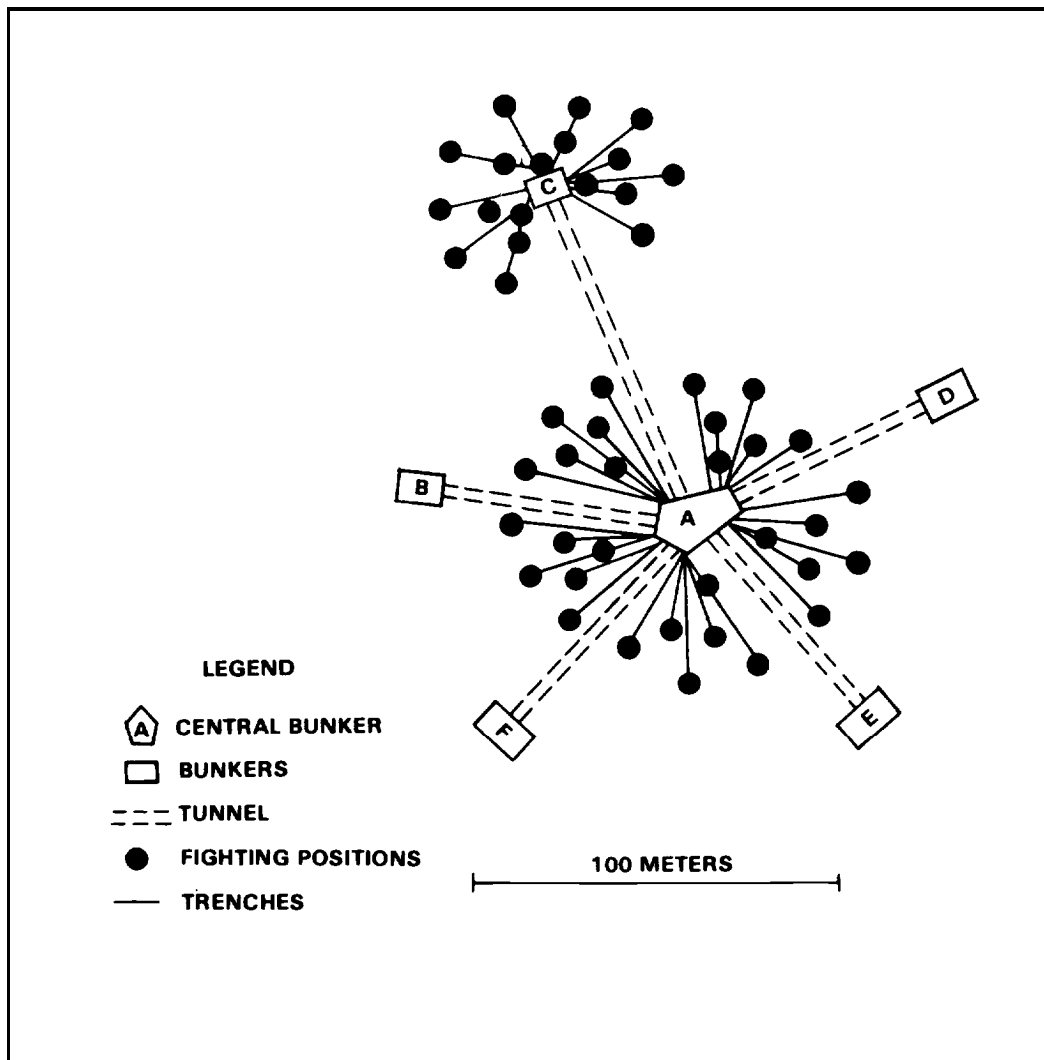 C
D
B
A
F
E
LEGEND
A CENTRAL BUNKER
BUNKERS
TUNNEL
FIGHTING POSITIONS
TRENCHES
100 METERS